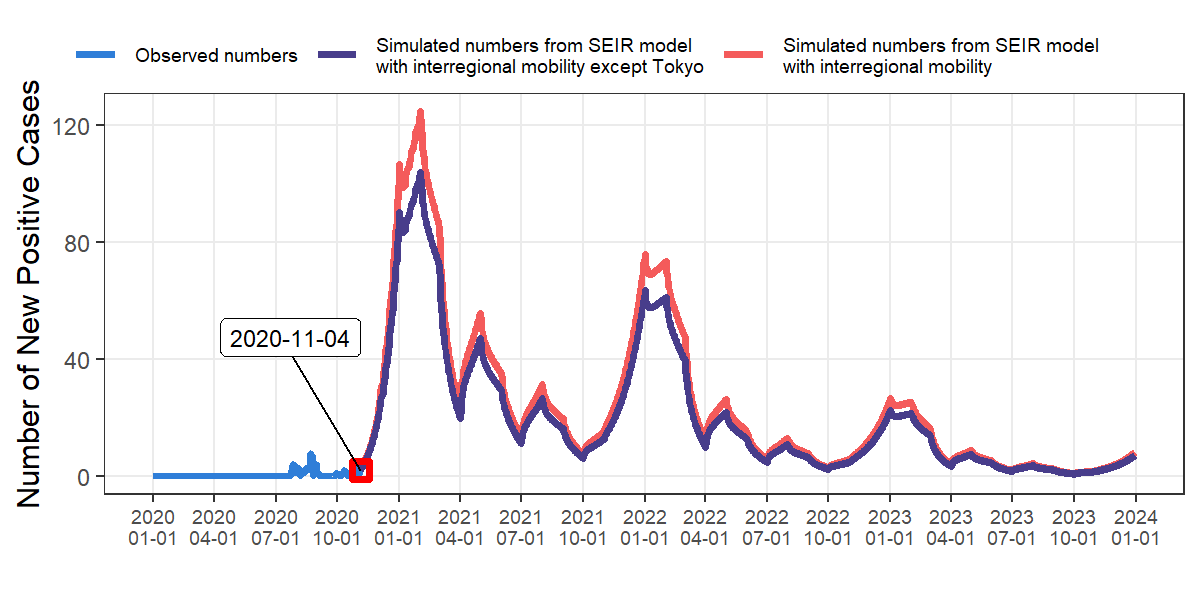 Observed numbers
Simulated numbers from SEIR model
with interregional mobility except Tokyo
Simulated numbers from SEIR model
with interregional mobility
Number of New Positive Cases
120
80
40
0
2020-11-04
2020 2020 2020 2020 2021 2021 2021 2021 2022 2022 2022 2022 2023 2023 2023 2023 2024
01-01 04-01 07-01 10-01 01-01 04-01 07-01 10-01 01-01 04-01 07-01 10-01 01-01 04-01 07-01 10-01 01-01